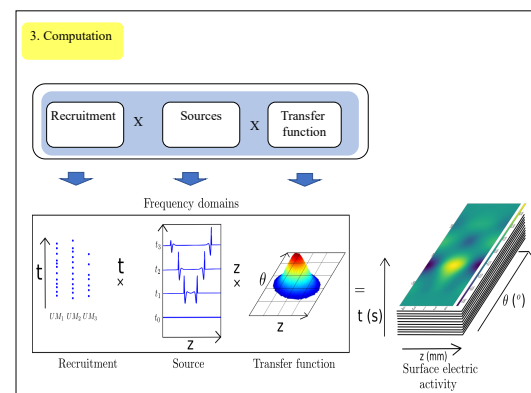 3. Computation
Recruitment X Sources X Transfer function
Frequency domains
t
UM₁ UM₂ UM₃
t
×
t₃
t₂
t₁
t₀
z
z
×
θ
z
=
t (s)
z (mm)
θ (°)
Recruitment Source Transfer function
Surface electric
activity